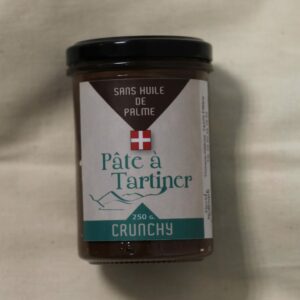 SANS HUILE
DE
PALME
Pâte à
Tartiner
250 G.
CRUNCHY